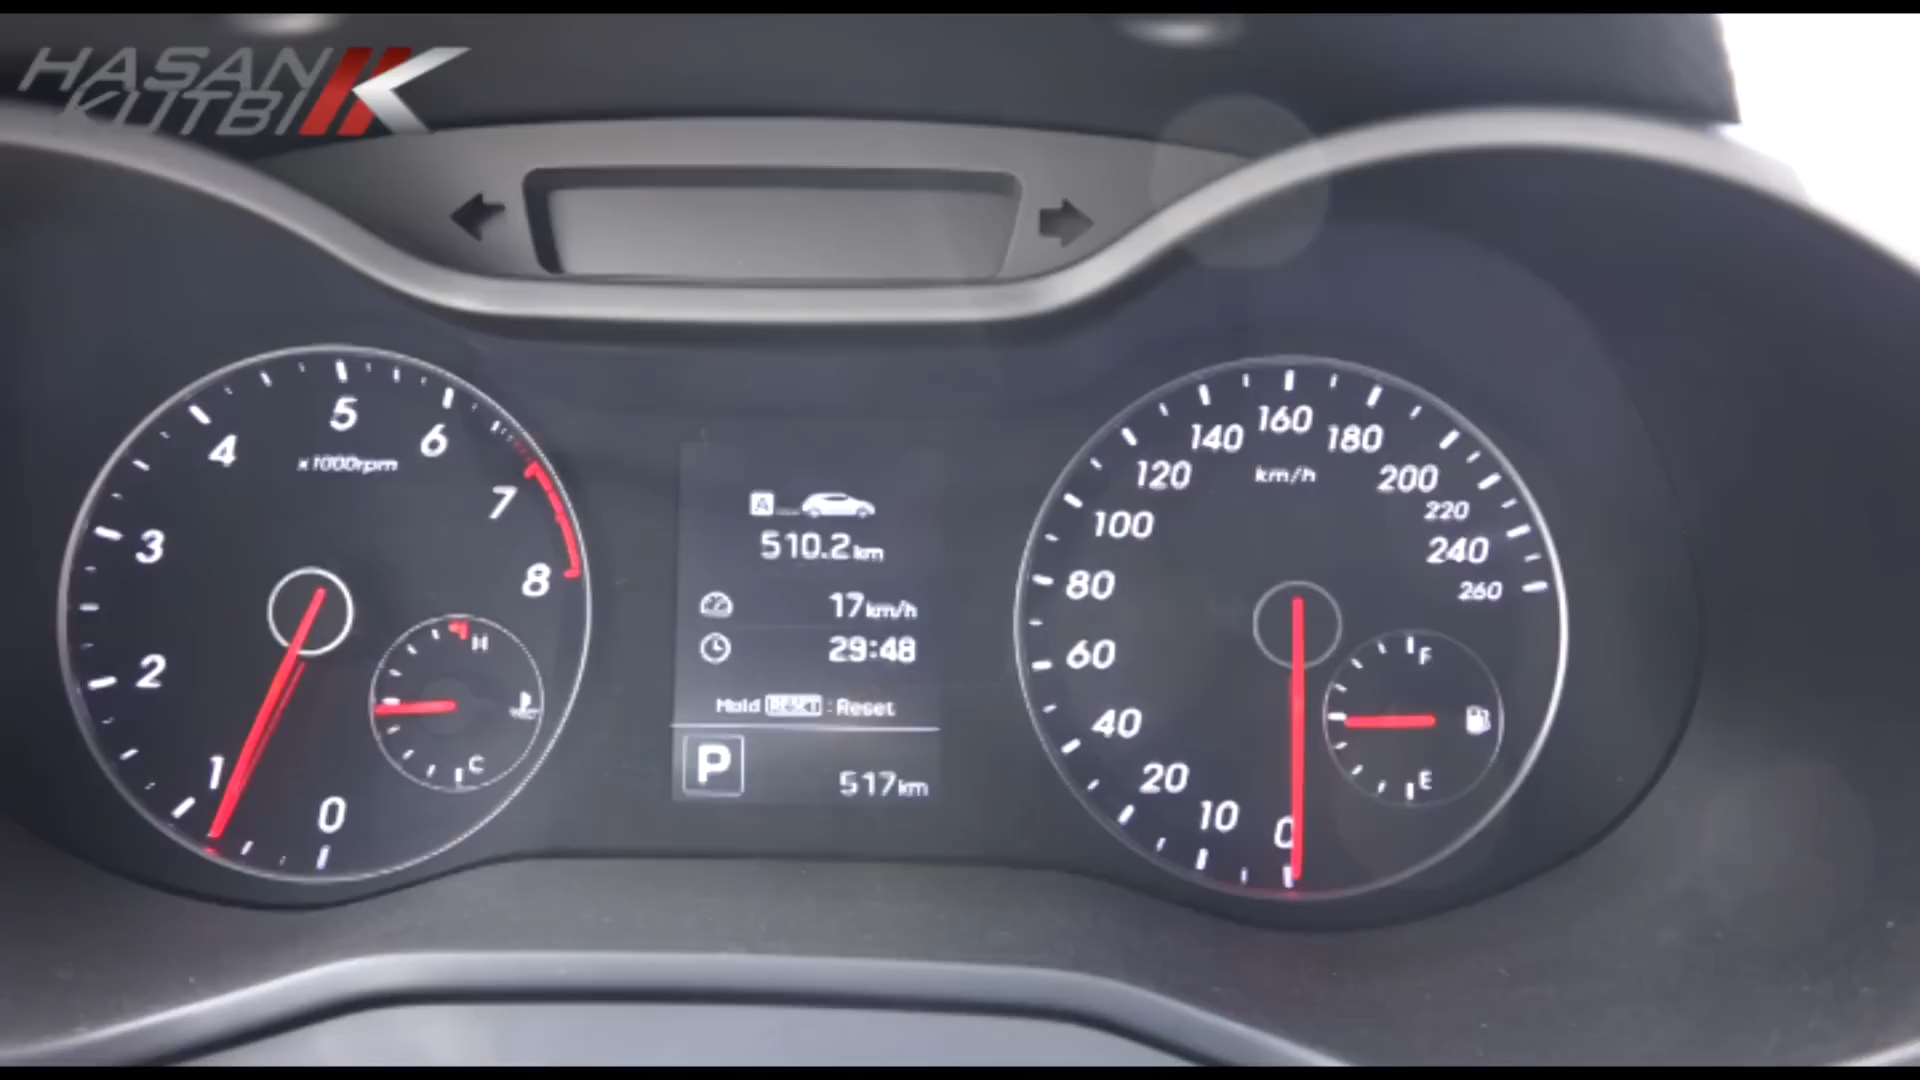 HASAN
KUTBI
5
4
6
x1000rpm
7
3
8
2
H
1
C
0
A
510.2km
17km/h
29:48
Hold RESET : Reset
P
517km
160
140
180
120
km/h
200
100
220
240
80
260
60
F
40
20
E
10
0